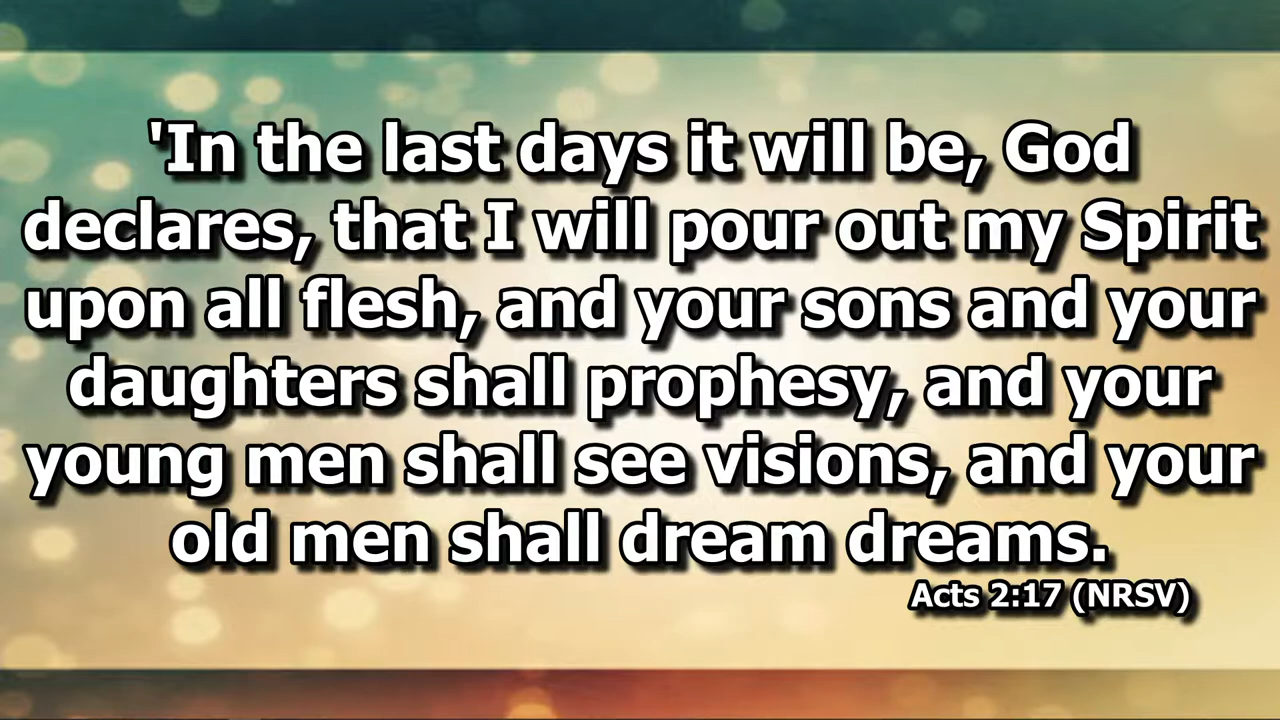 'In the last days it will be, God
declares, that I will pour out my Spirit
upon all flesh, and your sons and your
daughters shall prophesy, and your
young men shall see visions, and your
old men shall dream dreams.
Acts 2:17 (NRSV)